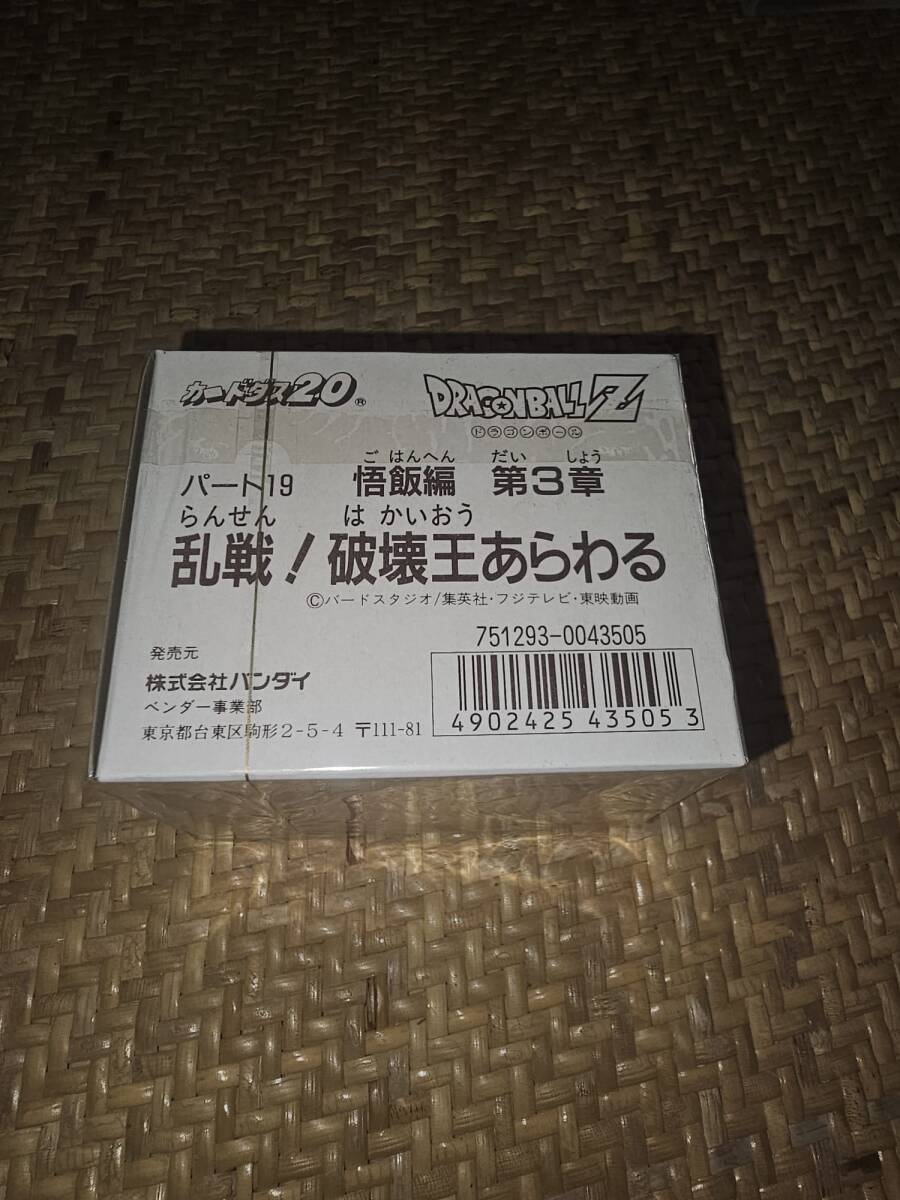 カードダス20®
DRAGONBALL Z
ドラゴンボール
パート19 悟飯編 第3章
ごはんへん だい しょう
らんせん はかいおう
乱戦！破壊王あらわる
©バードスタジオ/集英社・フジテレビ・東映動画
751293-0043505
発売元
株式会社バンダイ
ベンダー事業部
東京都台東区駒形2-5-4 〒111-81
4902425 435053